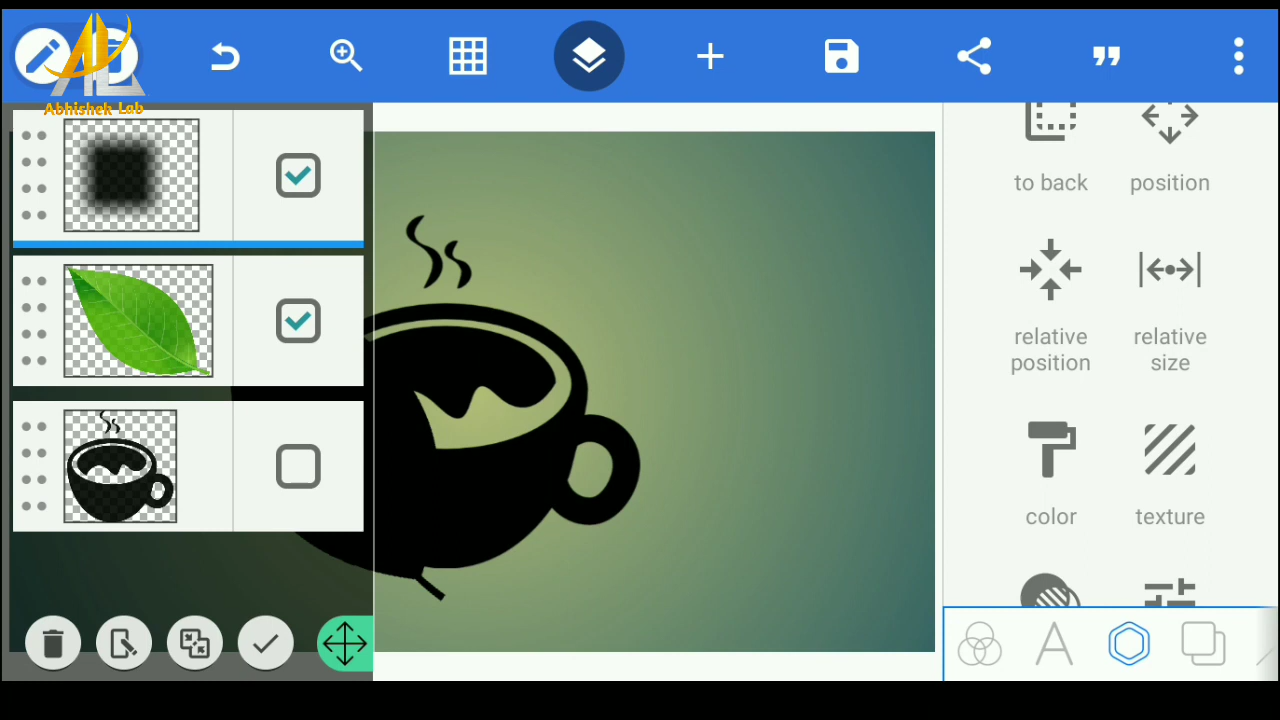 Abhishek Lab
to back
position
relative
position
relative
size
color
texture